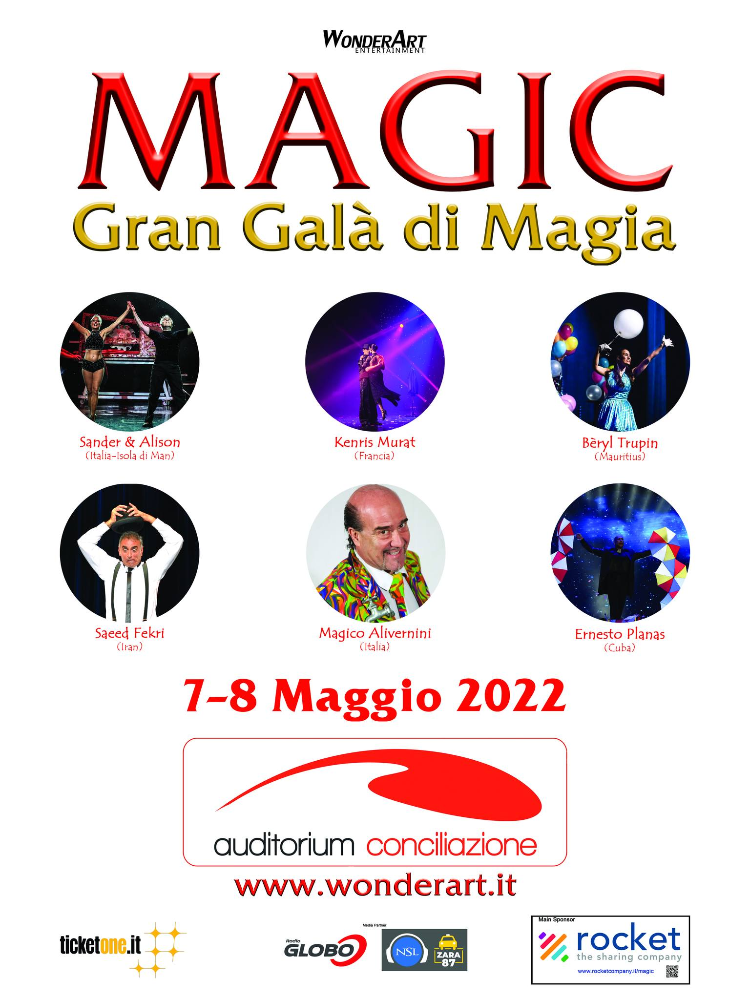 WONDERART
ENTERTAINMENT
MAGIC
Gran Galà di Magia
Sander & Alison
(Italia-Isola di Man)
Kenris Murat
(Francia)
Bèryl Trupin
(Mauritius)
Saeed Fekri
(Iran)
Magico Alivernini
(Italia)
Ernesto Planas
(Cuba)
7-8 Maggio 2022
auditorium conciliazione
www.wonderart.it
ticketone.it
Media Partner
Radio
GLOBO
NSL
ZARA
87
Main Sponsor
rocket
the sharing company
www.rocketcompany.it/magic